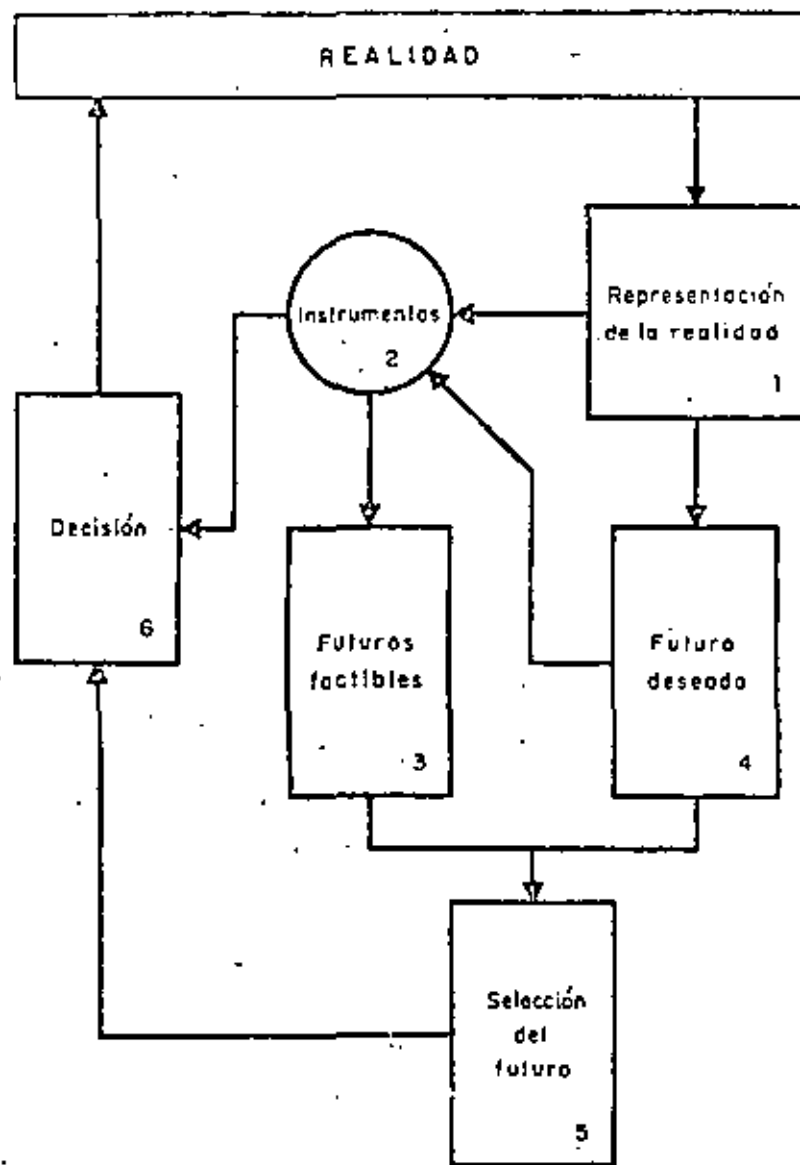 REALIDAD
Representación
de la realidad
1
Instrumentos
2
Decisión
6
Futuros
factibles
3
Futuro
deseado
4
Selección
del
futuro
5